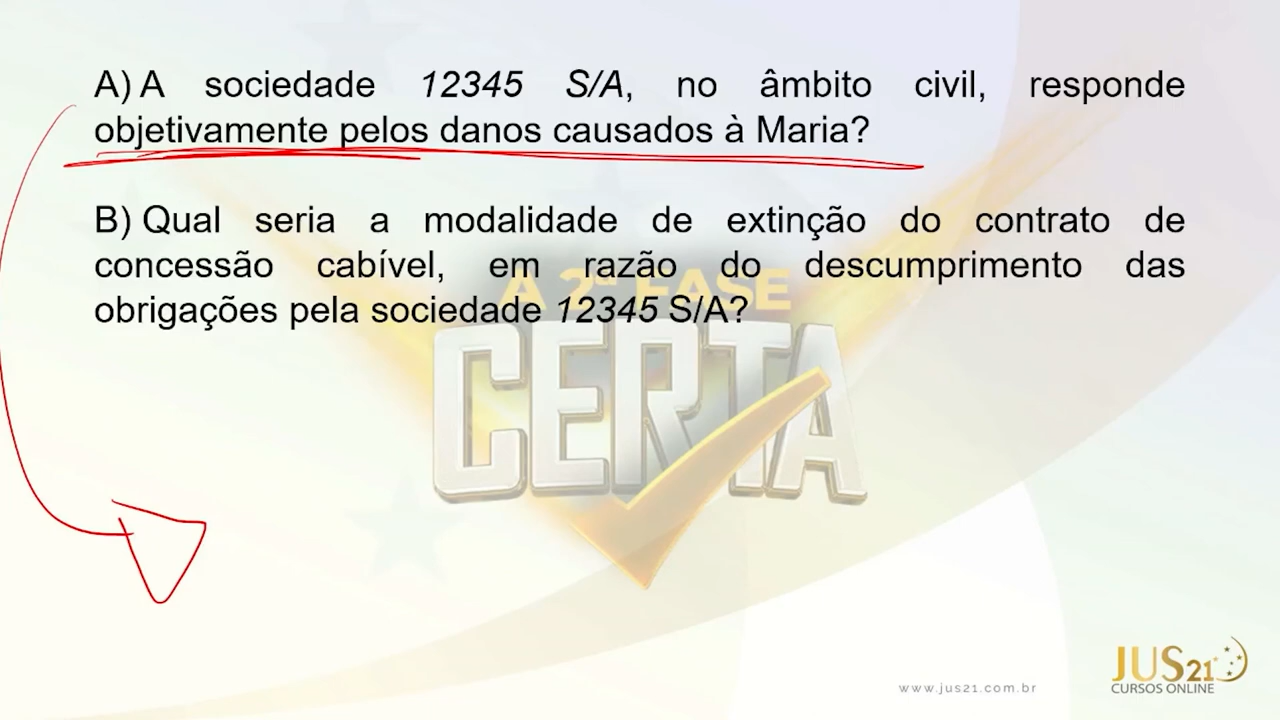 A) A sociedade 12345 S/A, no âmbito civil, responde
objetivamente pelos danos causados à Maria?
B) Qual seria a modalidade de extinção do contrato de
concessão cabível, em razão do descumprimento das
obrigações pela sociedade 12345 S/A?
A 2ª FASE
CERTA
JUS21
CURSOS ONLINE
www.jus21.com.br